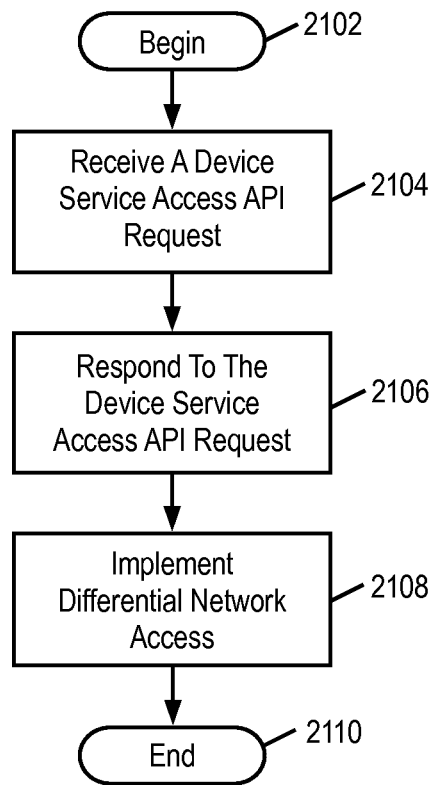 Begin
2102
Receive A Device
Service Access API
Request
2104
Respond To The
Device Service
Access API Request
2106
Implement
Differential Network
Access
2108
End
2110